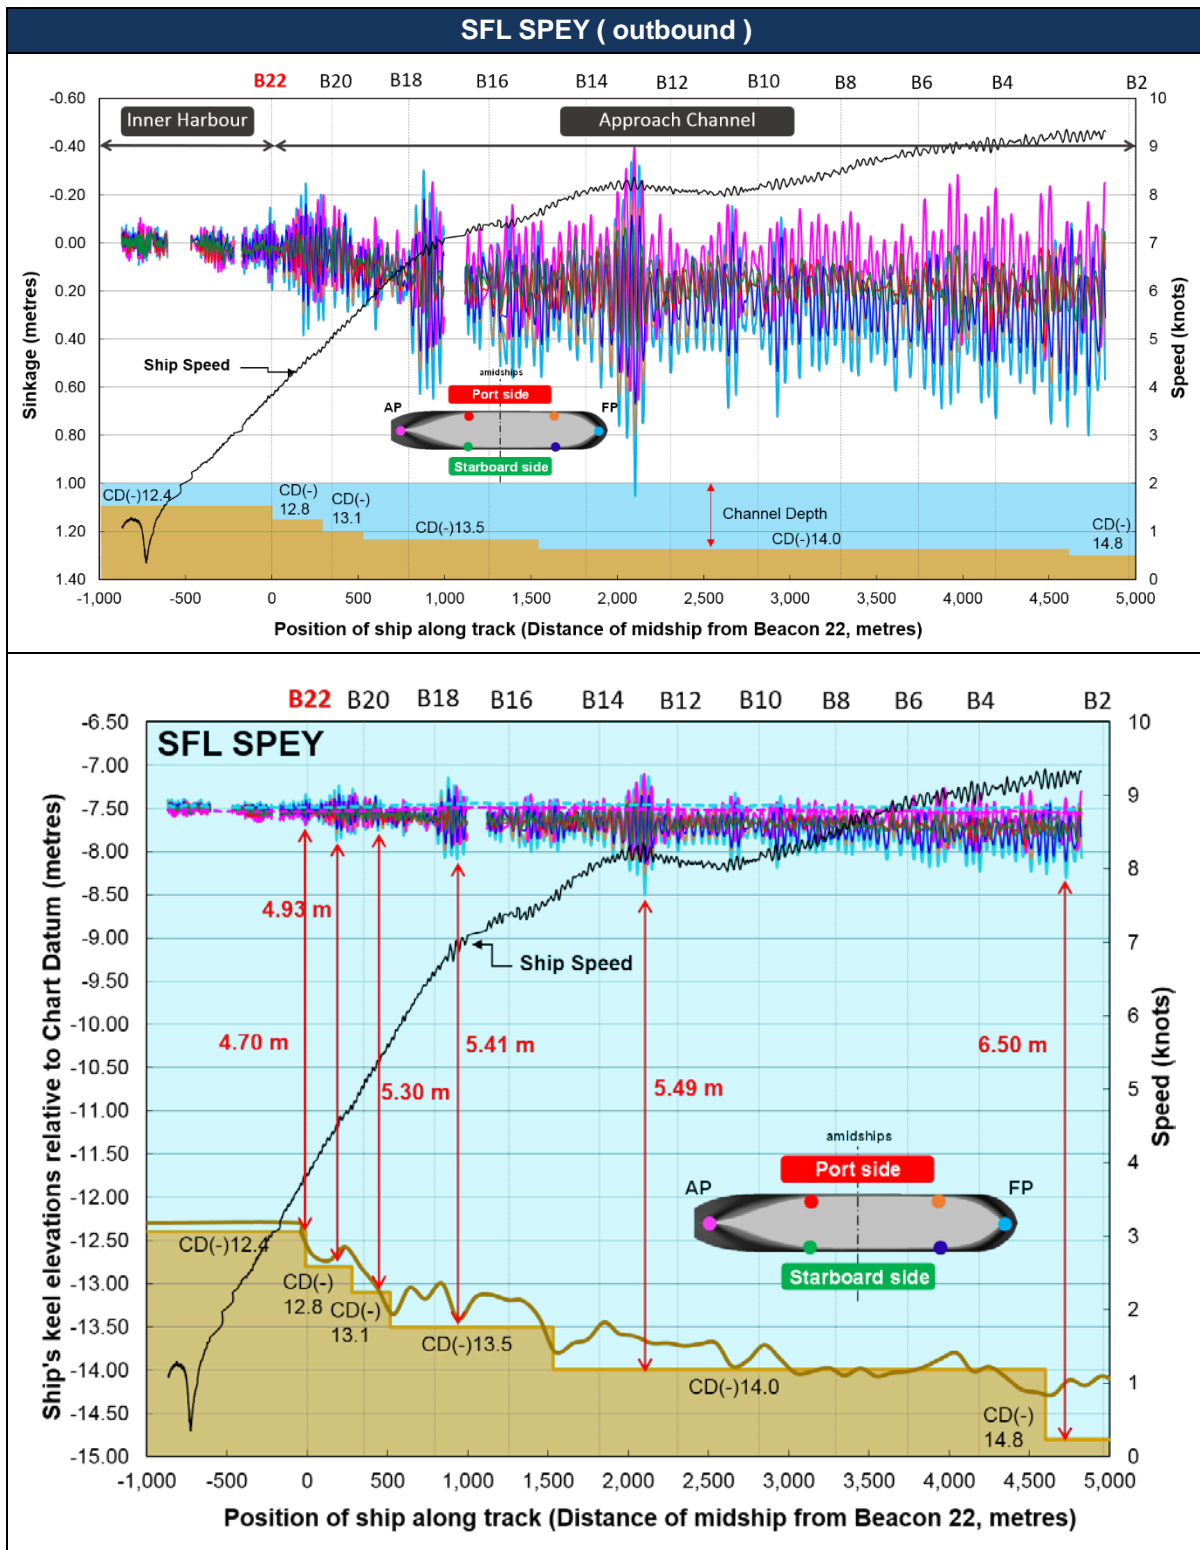 SFL SPEY ( outbound )
B22 B20 B18 B16 B14 B12 B10 B8 B6 B4 B2
-0.60 10
Inner Harbour Approach Channel
-0.40 9
-0.20 8
0.00 7
0.20 6
0.40 5
Ship Speed
amidships
0.60 4
Port side
AP FP
0.80 3
Starboard side
1.00 2
CD(-)12.4 CD(-)
12.8
CD(-)
13.1
CD(-)13.5
Channel Depth
CD(-)14.0
CD(-)
14.8
1.20 1
1.40 0
Sinkage (metres)
Speed (knots)
-1,000 -500 0 500 1,000 1,500 2,000 2,500 3,000 3,500 4,000 4,500 5,000
Position of ship along track (Distance of midship from Beacon 22, metres)
B22 B20 B18 B16 B14 B12 B10 B8 B6 B4 B2
-6.50 10
SFL SPEY
-7.00
-7.50 9
-8.00 8
-8.50
4.93 m
-9.00 7
Ship Speed
-9.50
-10.00 6
4.70 m 5.41 m 6.50 m
-10.50
5.30 m 5.49 m
5
-11.00
-11.50
amidships
Port side
4
AP FP
-12.00
-12.50 3
CD(-)12.4
Starboard side
-13.00
CD(-)
12.8
CD(-)
13.1
2
-13.50
CD(-)13.5
-14.00 1
CD(-)14.0
-14.50
CD(-)
14.8
-15.00 0
Ship's keel elevations relative to Chart Datum (metres)
Speed (knots)
-1,000 -500 0 500 1,000 1,500 2,000 2,500 3,000 3,500 4,000 4,500 5,000
Position of ship along track (Distance of midship from Beacon 22, metres)